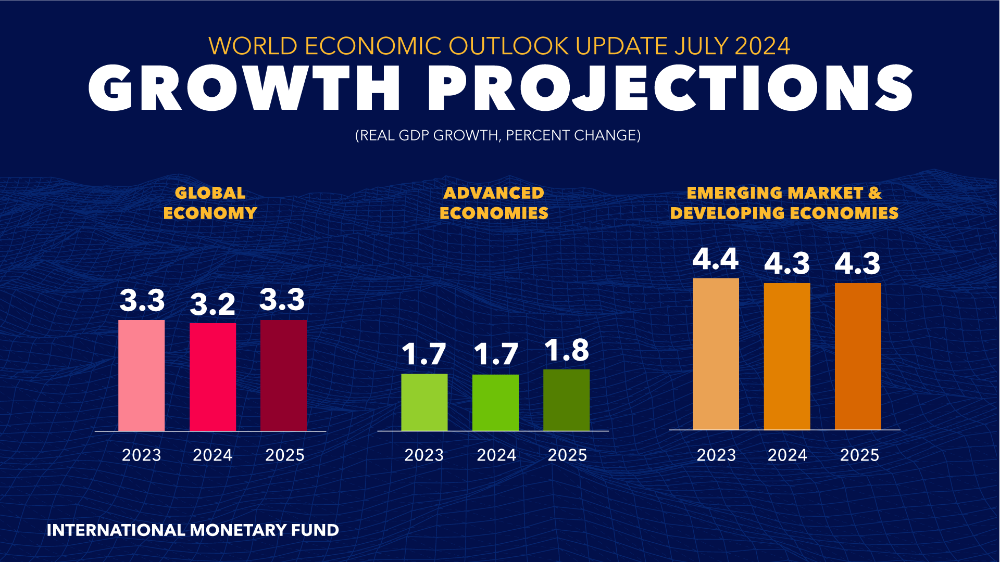 WORLD ECONOMIC OUTLOOK UPDATE JULY 2024
GROWTH PROJECTIONS
(REAL GDP GROWTH, PERCENT CHANGE)
GLOBAL
ECONOMY
3.3 3.2 3.3
2023 2024 2025
ADVANCED
ECONOMIES
1.7 1.7 1.8
2023 2024 2025
EMERGING MARKET &
DEVELOPING ECONOMIES
4.4 4.3 4.3
2023 2024 2025
INTERNATIONAL MONETARY FUND